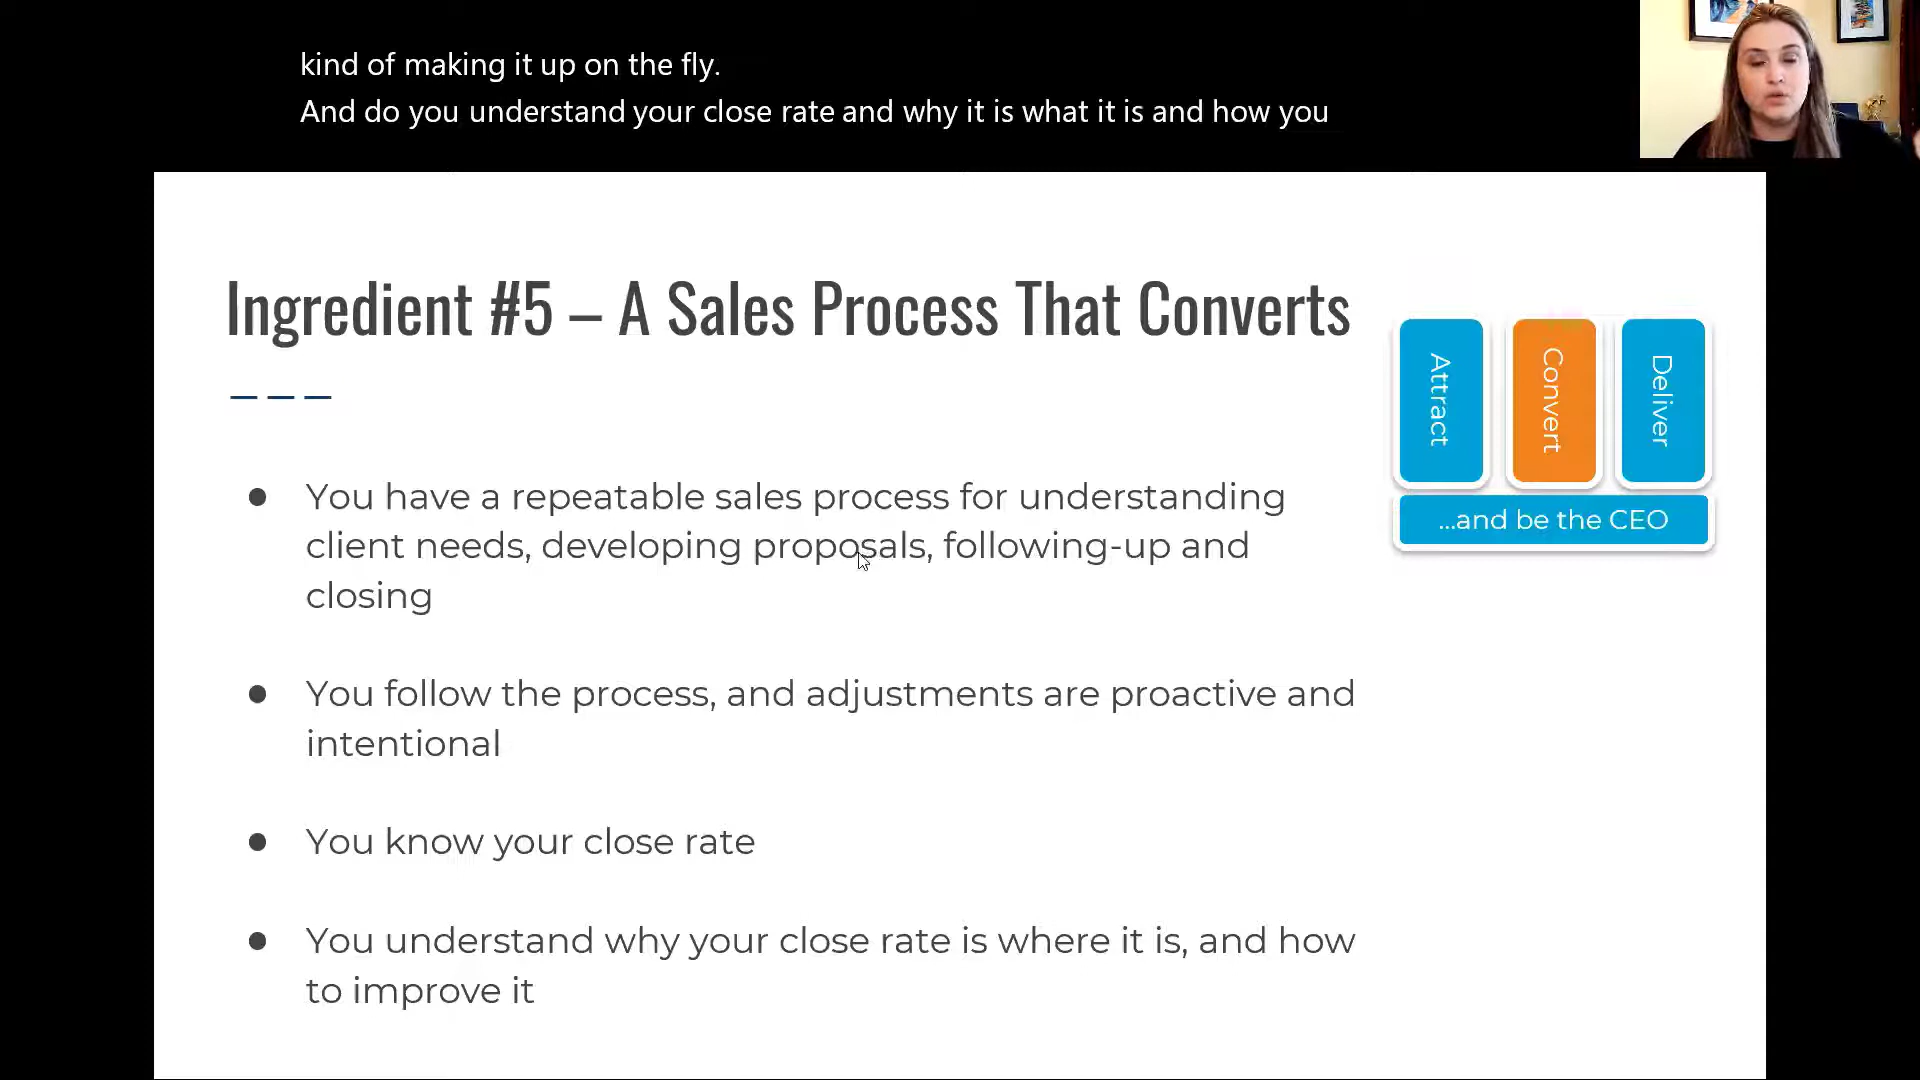 kind of making it up on the fly.
And do you understand your close rate and why it is what it is and how you
Ingredient #5 – A Sales Process That Converts
Attract
Convert
Deliver
...and be the CEO
You have a repeatable sales process for understanding
client needs, developing proposals, following-up and
closing
You follow the process, and adjustments are proactive and
intentional
You know your close rate
You understand why your close rate is where it is, and how
to improve it